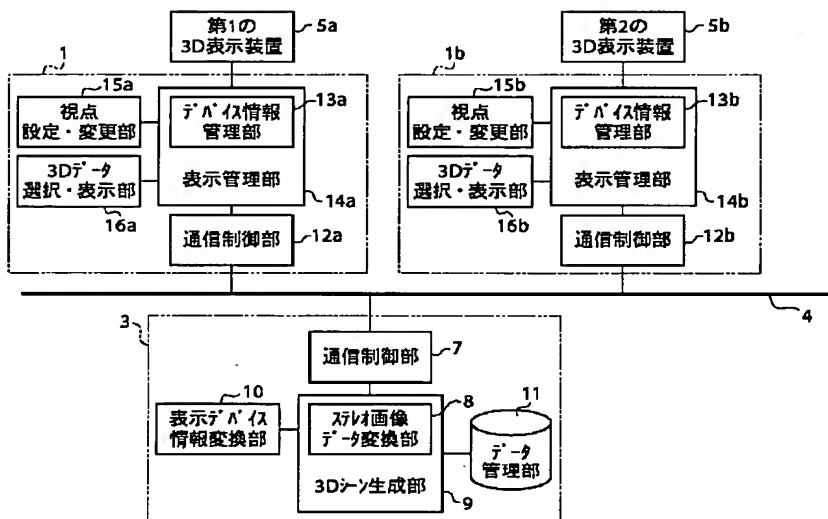 第1の
3D表示装置
5a
第2の
3D表示装置
5b
1
15a
視点
設定・変更部
13a
デバイス情報
管理部
3Dデータ
選択・表示部
16a
表示管理部
14a
通信制御部
12a
1b
15b
視点
設定・変更部
13b
デバイス情報
管理部
3Dデータ
選択・表示部
16b
表示管理部
14b
通信制御部
12b
4
3
通信制御部
7
10
表示デバイス
情報変換部
8
ステレオ画像
データ変換部
3Dシーン生成部
9
11
データ
管理部